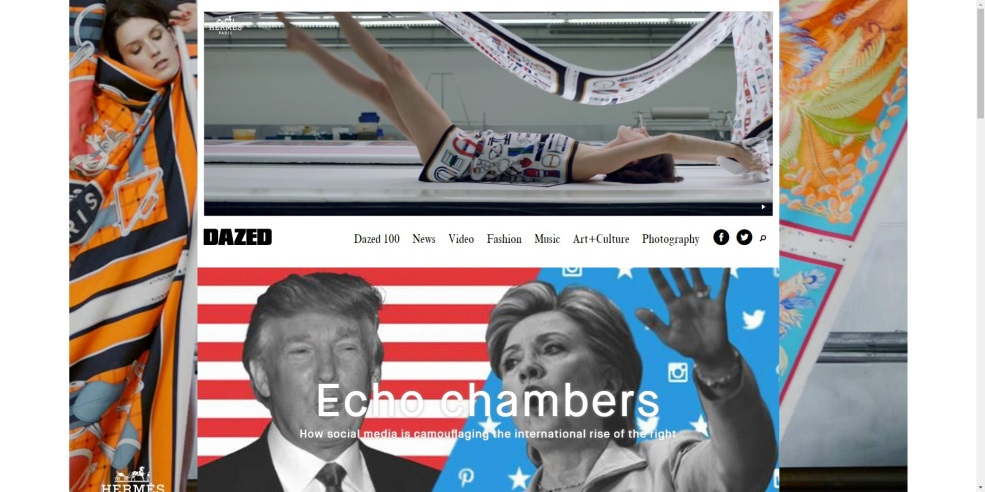 HERMÈS
PARIS
DAZED
Dazed 100 News Video Fashion Music Art+Culture Photography
Echo chambers
How social media is camouflaging the international rise of the right
HERMÈS